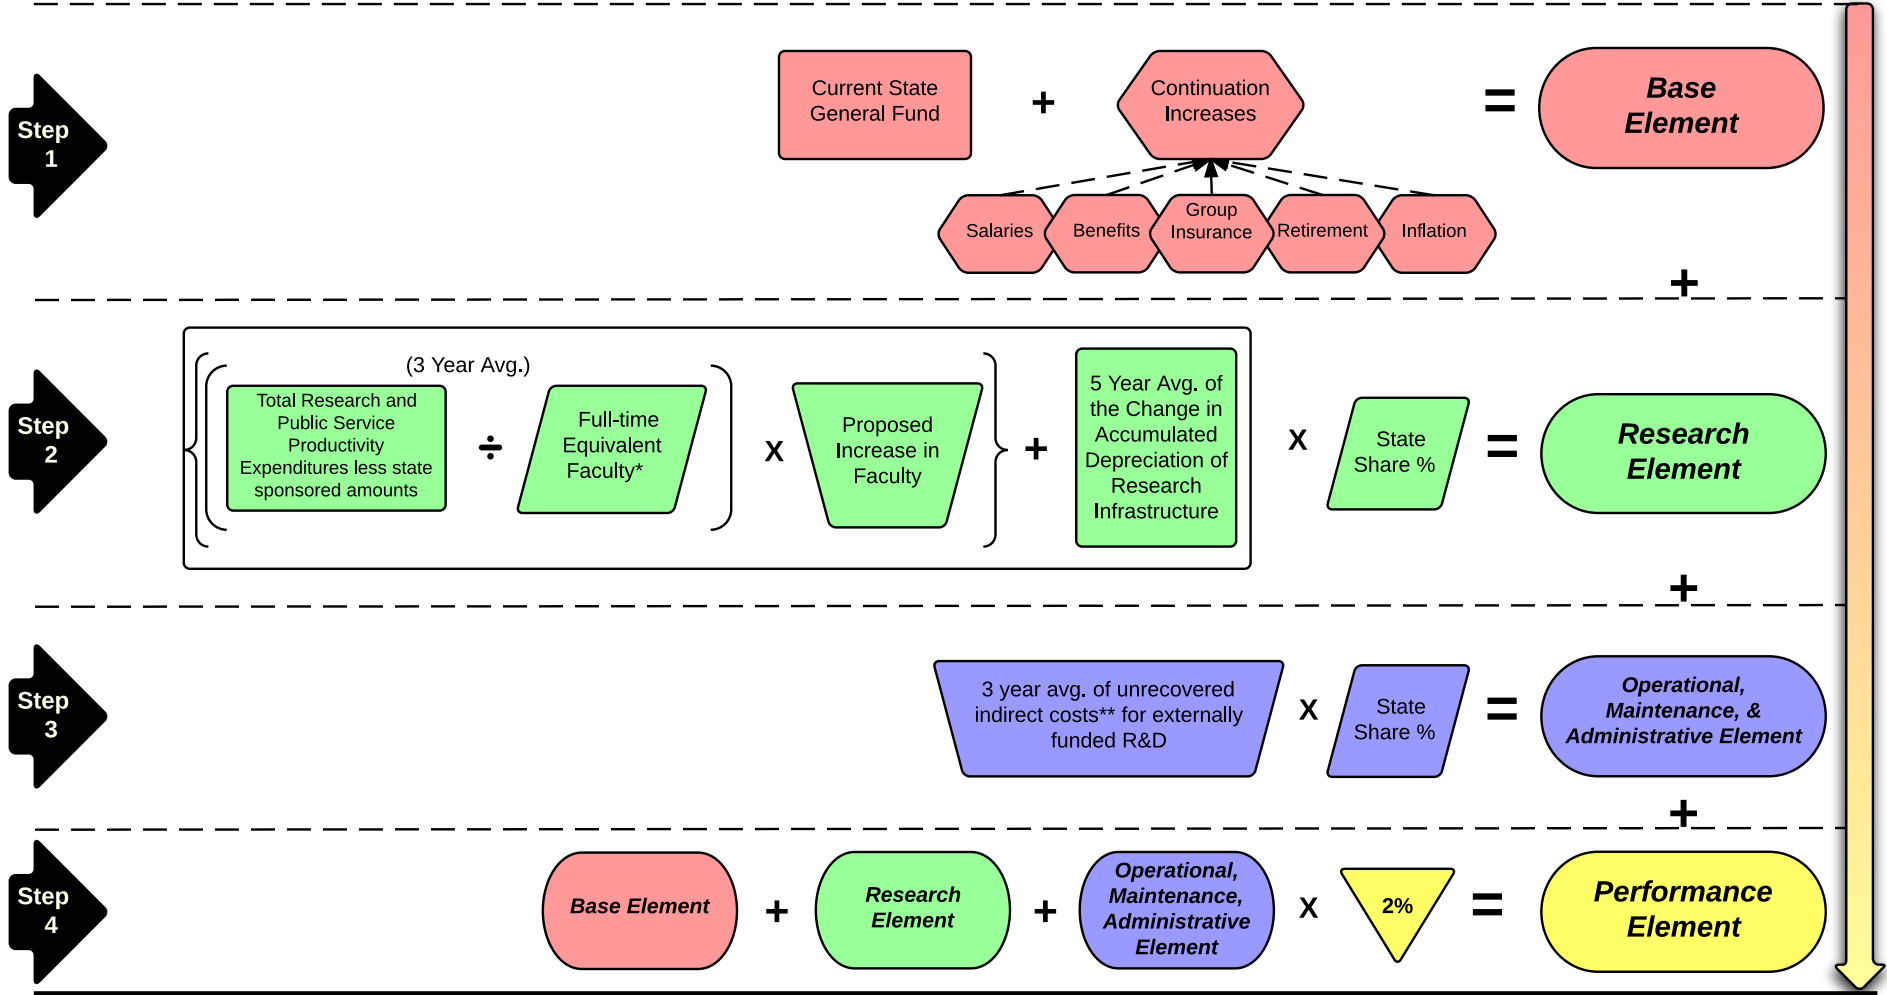 Step
1
Current State
General Fund
+
Continuation
Increases
=
Base
Element
Salaries
Benefits
Group
Insurance
Retirement
Inflation
+
Step
2
(3 Year Avg.)
Total Research and
Public Service
Productivity
Expenditures less state
sponsored amounts
÷
Full-time
Equivalent
Faculty*
X
Proposed
Increase in
Faculty
+
5 Year Avg. of
the Change in
Accumulated
Depreciation of
Research
Infrastructure
X
State
Share %
=
Research
Element
+
Step
3
3 year avg. of unrecovered
indirect costs** for externally
funded R&D
X
State
Share %
=
Operational,
Maintenance, &
Administrative Element
+
Step
4
Base Element
+
Research
Element
+
Operational,
Maintenance,
Administrative
Element
X
2%
=
Performance
Element